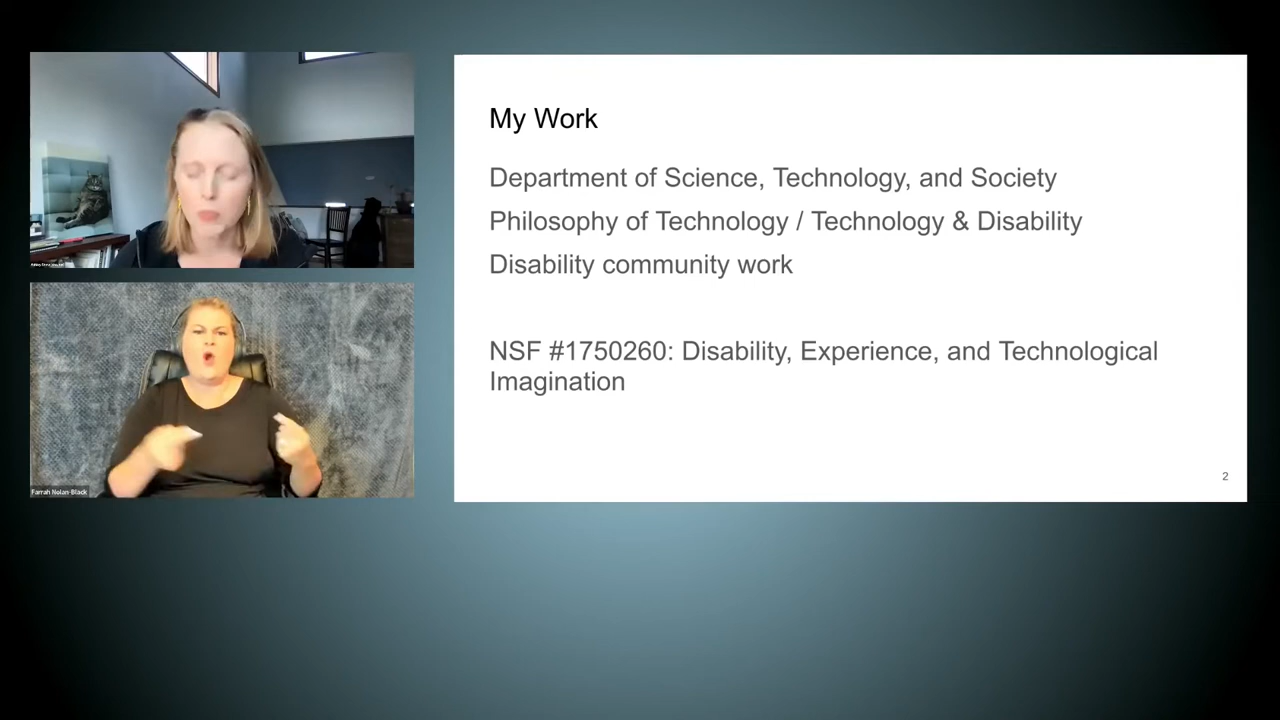 My Work
Department of Science, Technology, and Society
Philosophy of Technology / Technology & Disability
Disability community work
NSF #1750260: Disability, Experience, and Technological
Imagination
2
Farrah Nolan-Black